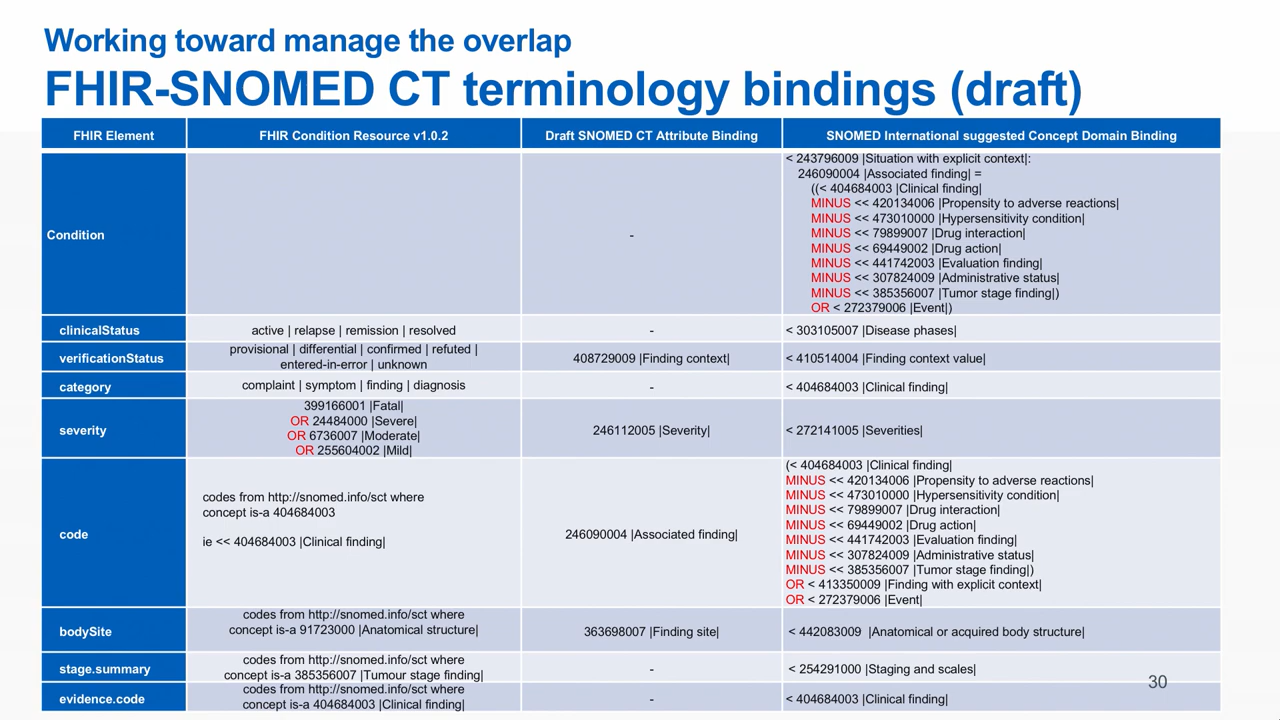 Working toward manage the overlap
FHIR-SNOMED CT terminology bindings (draft)
FHIR Element
FHIR Condition Resource v1.0.2
Draft SNOMED CT Attribute Binding
SNOMED International suggested Concept Domain Binding
Condition
-
< 243796009 |Situation with explicit context|:
246090004 |Associated finding| =
((< 404684003 |Clinical finding|
MINUS << 420134006 |Propensity to adverse reactions|
MINUS << 473010000 |Hypersensitivity condition|
MINUS << 79899007 |Drug interaction|
MINUS << 69449002 |Drug action|
MINUS << 441742003 |Evaluation finding|
MINUS << 307824009 |Administrative status|
MINUS << 385356007 |Tumor stage finding|)
OR < 272379006 |Event|)
clinicalStatus
active | relapse | remission | resolved
-
< 303105007 |Disease phases|
verificationStatus
provisional | differential | confirmed | refuted |
entered-in-error | unknown
408729009 |Finding context|
< 410514004 |Finding context value|
category
complaint | symptom | finding | diagnosis
-
< 404684003 |Clinical finding|
severity
399166001 |Fatal|
OR 24484000 |Severe|
OR 6736007 |Moderate|
OR 255604002 |Mild|
246112005 |Severity|
< 272141005 |Severities|
code
codes from http://snomed.info/sct where
concept is-a 404684003
ie << 404684003 |Clinical finding|
246090004 |Associated finding|
(< 404684003 |Clinical finding|
MINUS << 420134006 |Propensity to adverse reactions|
MINUS << 473010000 |Hypersensitivity condition|
MINUS << 79899007 |Drug interaction|
MINUS << 69449002 |Drug action|
MINUS << 441742003 |Evaluation finding|
MINUS << 307824009 |Administrative status|
MINUS << 385356007 |Tumor stage finding|)
OR < 413350009 |Finding with explicit context|
OR < 272379006 |Event|
bodySite
codes from http://snomed.info/sct where
concept is-a 91723000 |Anatomical structure|
363698007 |Finding site|
< 442083009 |Anatomical or acquired body structure|
stage.summary
codes from http://snomed.info/sct where
concept is-a 385356007 |Tumour stage finding|
-
< 254291000 |Staging and scales|
evidence.code
codes from http://snomed.info/sct where
concept is-a 404684003 |Clinical finding|
-
< 404684003 |Clinical finding|
30